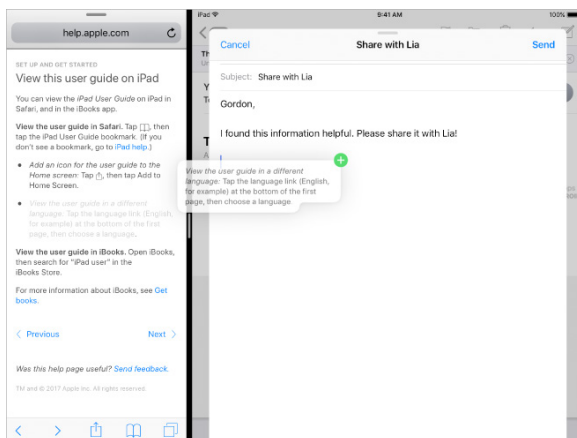 help.apple.com
SET UP AND GET STARTED
View this user guide on iPad
You can view the iPad User Guide on iPad in
Safari, and in the iBooks app.
View the user guide in Safari. Tap , then
tap the iPad User Guide bookmark. (If you
don't see a bookmark, go to iPad help.)
• Add an icon for the user guide to the
Home screen: Tap , then tap Add to
Home Screen.
• View the user guide in a different
language: Tap the language link (English,
for example) at the bottom of the first
page, then choose a language.
View the user guide in iBooks. Open iBooks,
then search for "iPad user" in the
iBooks Store.
For more information about iBooks, see Get
books.
Previous
Next
Was this help page useful? Send feedback.
TM and © 2017 Apple Inc. All rights reserved.
iPad
9:41 AM
100%
Cancel
Share with Lia
Send
Subject: Share with Lia
Gordon,
I found this information helpful. Please share it with Lia!
View the user guide in a different
language: Tap the language link (English,
for example) at the bottom of the first
page, then choose a language